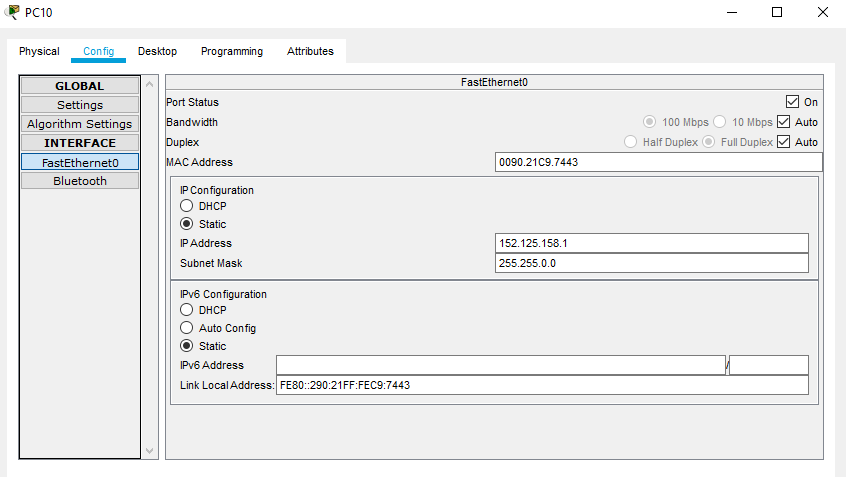 PC10
Physical Config Desktop Programming Attributes
GLOBAL
Settings
Algorithm Settings
INTERFACE
FastEthernet0
Bluetooth
FastEthernet0
Port Status On
Bandwidth 100 Mbps 10 Mbps Auto
Duplex Half Duplex Full Duplex Auto
MAC Address 0090.21C9.7443
IP Configuration
DHCP
Static
IP Address 152.125.158.1
Subnet Mask 255.255.0.0
IPv6 Configuration
DHCP
Auto Config
Static
IPv6 Address /
Link Local Address: FE80::290:21FF:FEC9:7443